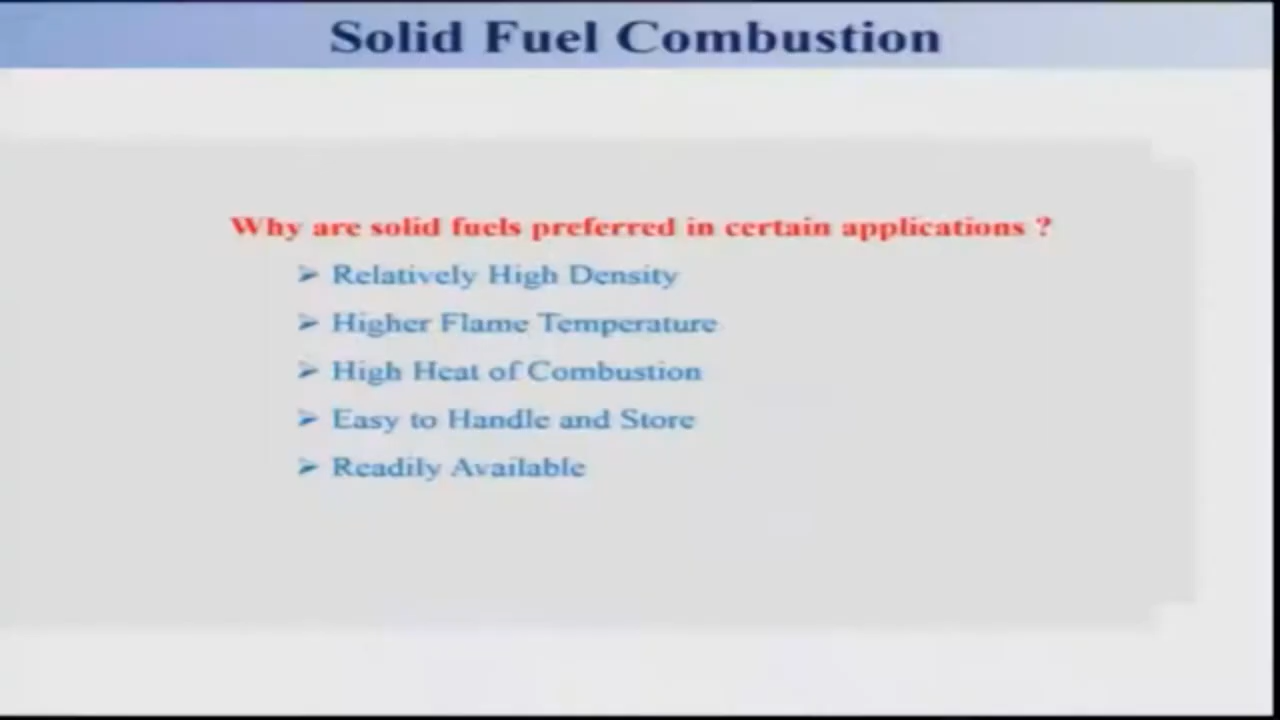 Solid Fuel Combustion
Why are solid fuels preferred in certain applications ?
➢ Relatively High Density
➢ Higher Flame Temperature
➢ High Heat of Combustion
➢ Easy to Handle and Store
➢ Readily Available